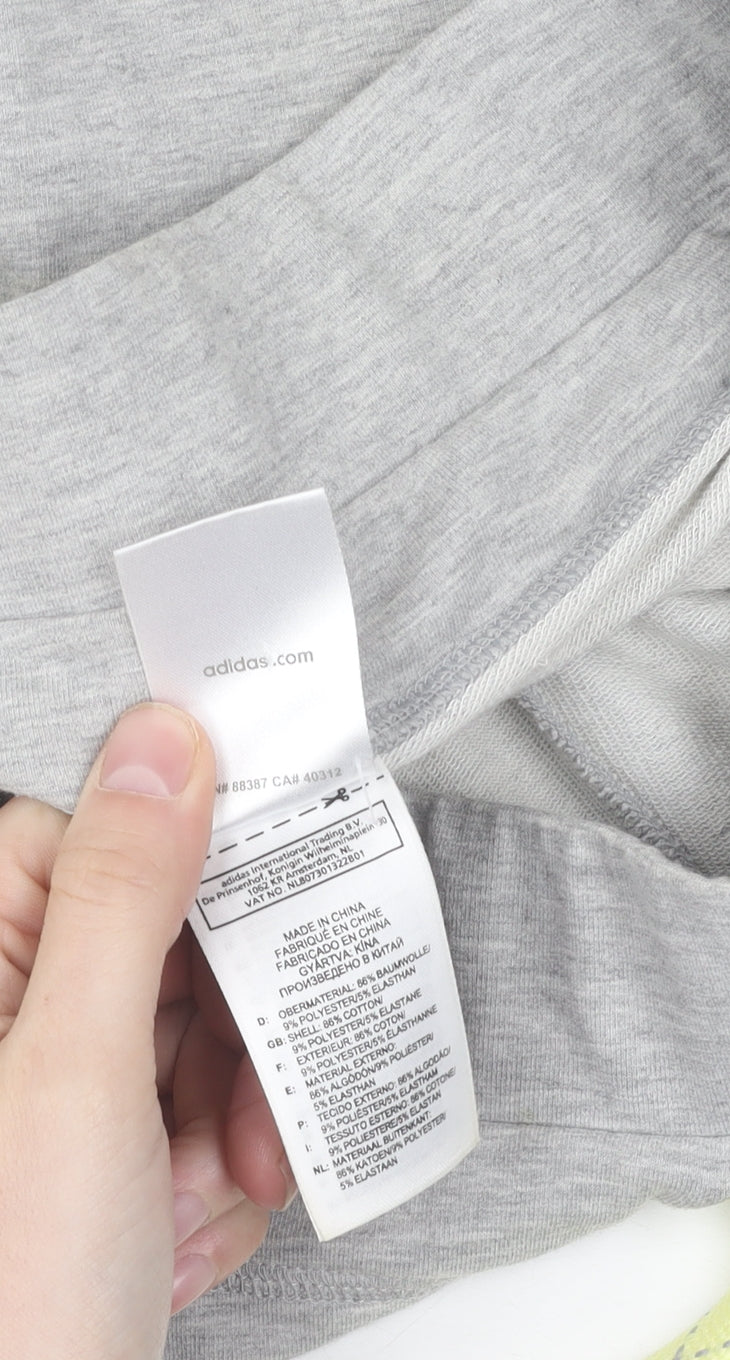 adidas.com
N# 88387 CA# 40312
adidas International Trading B.V.
De Prinsenhof, Konigin Wilhelminaplein 30
1062 KR Amsterdam, NL
VAT NO. NL807301322B01
MADE IN CHINA
FABRIQUÉ EN CHINE
FABRICADO EN CHINA
GYÁRTVA: KÍNA
ПРОИЗВЕДЕНО В КИТАЙ
D: OBERMATERIAL: 86% BAUMWOLLE/
9% POLYESTER/5% ELASTHAN
GB: SHELL: 86% COTTON/
9% POLYESTER/5% ELASTANE
F: EXTERIEUR: 86% COTON/
9% POLYESTER/5% ÉLASTHANNE
E: MATERIAL EXTERNO:
86% ALGODÓN/9% POLIÉSTER/
5% ELASTHAN
P: TECIDO EXTERNO: 86% ALGODÃO/
9% POLIÉSTER/5% ELASTHAM
I: TESSUTO ESTERNO: 86% COTONE/
9% POLIESTERE/5% ELASTAN
NL: MATERIAAL BUITENKANT:
86% KATOEN/9% POLYESTER/
5% ELASTAAN